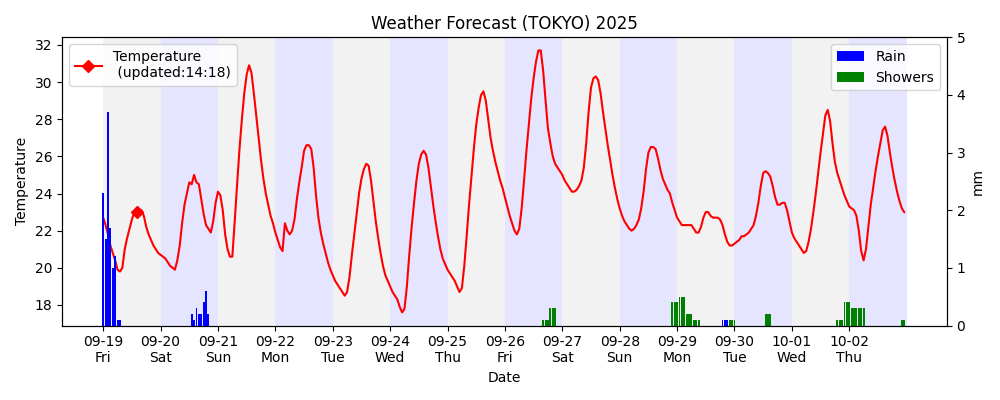 Weather Forecast (TOKYO) 2025
Temperature
(updated:14:18)
Rain
Showers
Temperature
32
30
28
26
24
22
20
18
5
4
3
2
1
0
mm
09-19 09-20 09-21 09-22 09-23 09-24 09-25 09-26 09-27 09-28 09-29 09-30 10-01 10-02
Fri Sat Sun Mon Tue Wed Thu Fri Sat Sun Mon Tue Wed Thu
Date